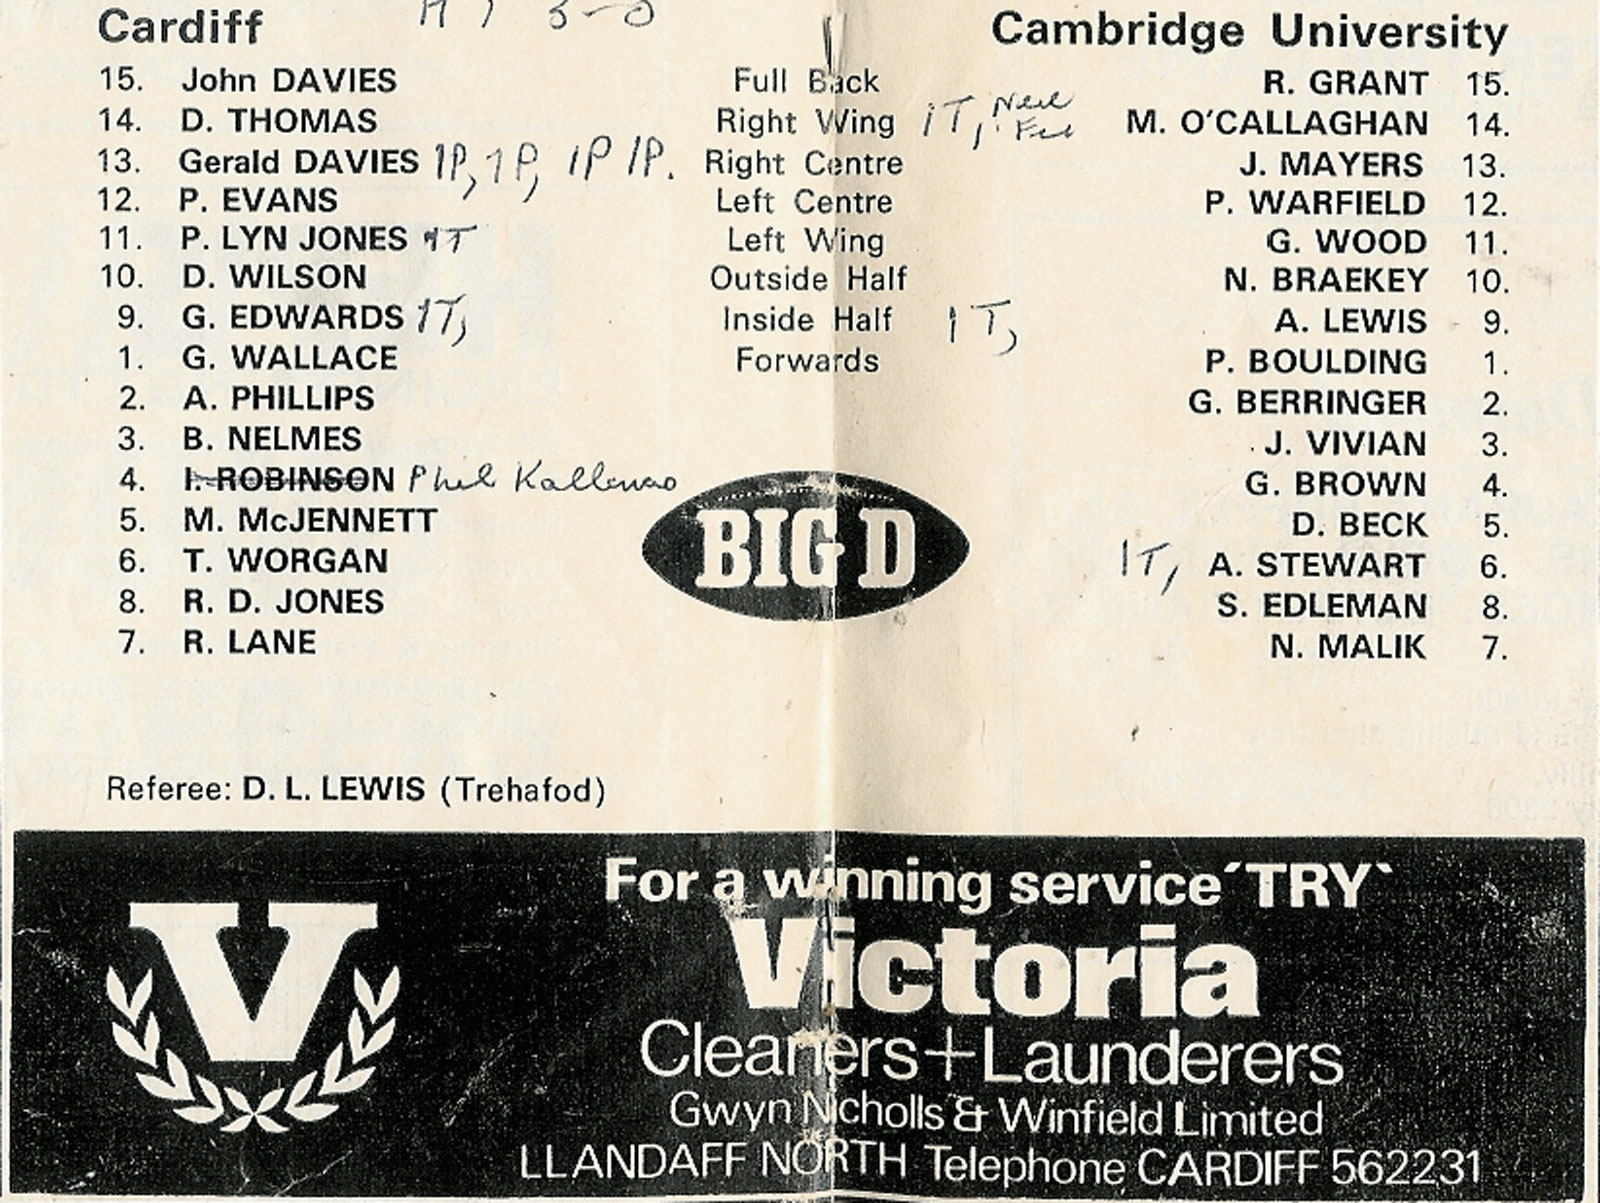 Cardiff H T 3-3 Cambridge University
15. John DAVIES Full Back R. GRANT 15.
14. D. THOMAS Right Wing 1T, M. O'CALLAGHAN 14.
13. Gerald DAVIES 1P, 1P, 1P 1P. Right Centre J. MAYERS 13.
12. P. EVANS Left Centre P. WARFIELD 12.
11. P. LYN JONES 1T Left Wing G. WOOD 11.
10. D. WILSON Outside Half N. BRAEKEY 10.
9. G. EDWARDS 1T, Inside Half 1T, A. LEWIS 9.
1. G. WALLACE Forwards P. BOULDING 1.
2. A. PHILLIPS G. BERRINGER 2.
3. B. NELMES J. VIVIAN 3.
4. I. ROBINSON Phil G. BROWN 4.
5. M. McJENNETT D. BECK 5.
BIG D
6. T. WORGAN 1T, A. STEWART 6.
8. R. D. JONES S. EDLEMAN 8.
7. R. LANE N. MALIK 7.
Referee: D. L. LEWIS (Trehafod)
For a winning service ´TRY`
V
Victoria
Cleaners+Launderers
Gwyn Nicholls & Winfield Limited
LLANDAFF NORTH Telephone CARDIFF 562231